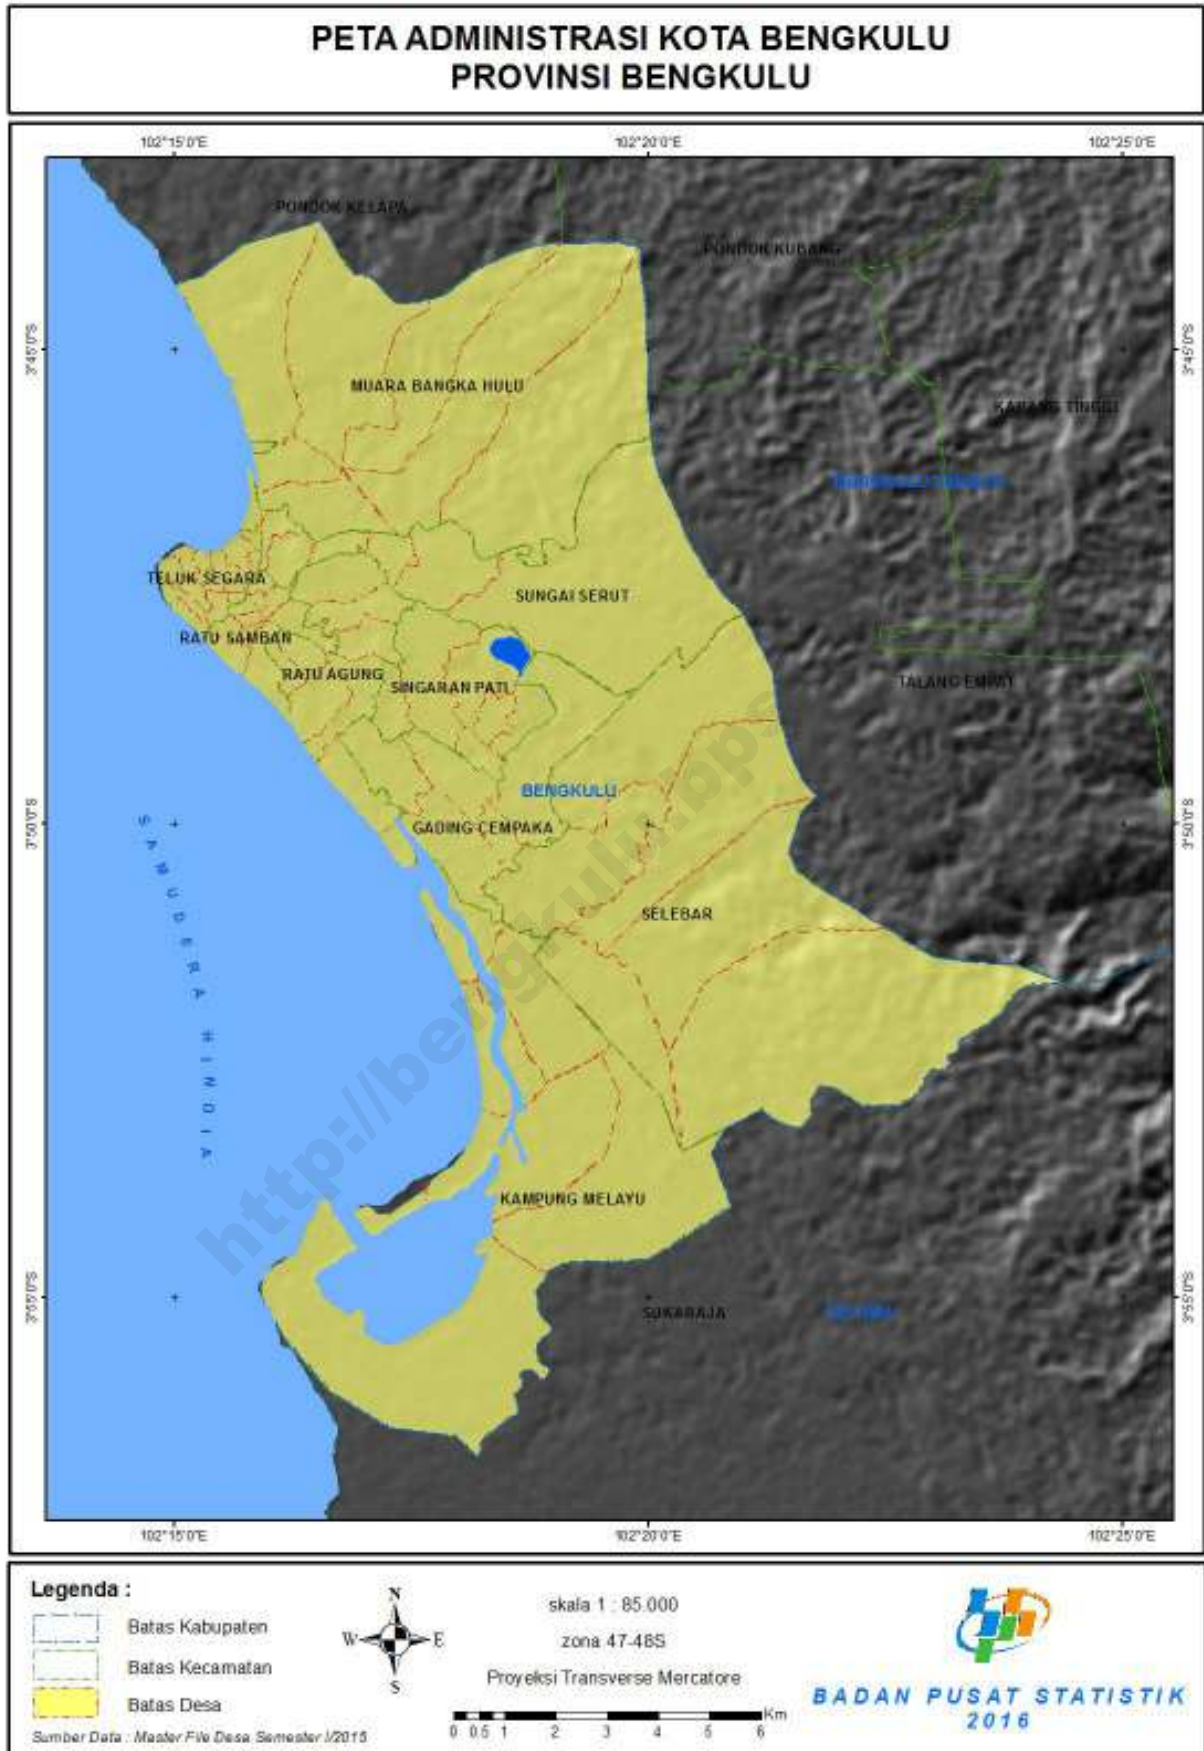 PETA ADMINISTRASI KOTA BENGKULU
PROVINSI BENGKULU
102°15'0"E 102°20'0"E 102°25'0"E
PONDOK KELAPA
PONDOK KUBANG
3°45'0"S 3°45'0"S
MUARA BANGKA HULU
KARANG TINGGI
TELUK SEGARA
SUNGAI SERUT
RATU SAMBAN
RATU AGUNG
SINGARAN PATI
TALANG EMPAT
BENGKULU
3°50'0"S 3°50'0"S
GADING CEMPAKA
SELEBAR
SAMUDERA HINDIA
KAMPUNG MELAYU
3°55'0"S 3°55'0"S
SUKARAJA
http://bengkulu.bps
102°15'0"E 102°20'0"E 102°25'0"E
Legenda :
Batas Kabupaten
Batas Kecamatan
Batas Desa
Sumber Data : Master File Desa Semester I/2015
N
W E
S
skala 1 : 85.000
zona 47-48S
Proyeksi Transverse Mercatore
Km
0 0.5 1 2 3 4 5 6
BADAN PUSAT STATISTIK
2016